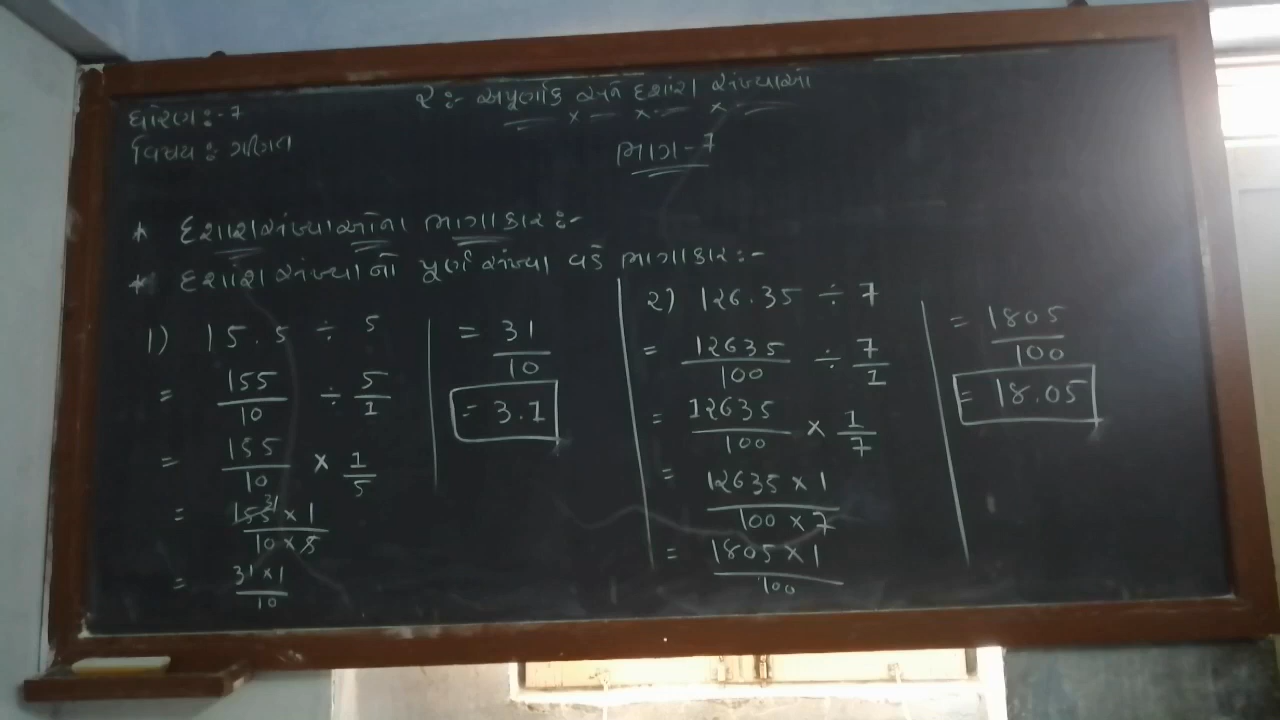 ધોરણ:- 7
વિષય : ગણિત
૨ :- અપૂર્ણાંક અને દશાંશ સંખ્યાઓ
ભાગ - 7
* દશાંશ સંખ્યાઓના ભાગાકાર :-
* દશાંશ સંખ્યાનો પૂર્ણ સંખ્યા વડે ભાગાકાર :-
1) 15.5 ÷ 5
= 155/10 ÷ 5/1
= 155/10 × 1/5
= 155 31 × 1 / 10 × 5
= 31 × 1 / 10
= 31/10
= 3.1
૨) 126.35 ÷ 7
= 12635/100 ÷ 7/1
= 12635/100 × 1/7
= 12635 × 1 / 100 × 7
= 1805 × 1 / 100
= 1805/100
= 18.05